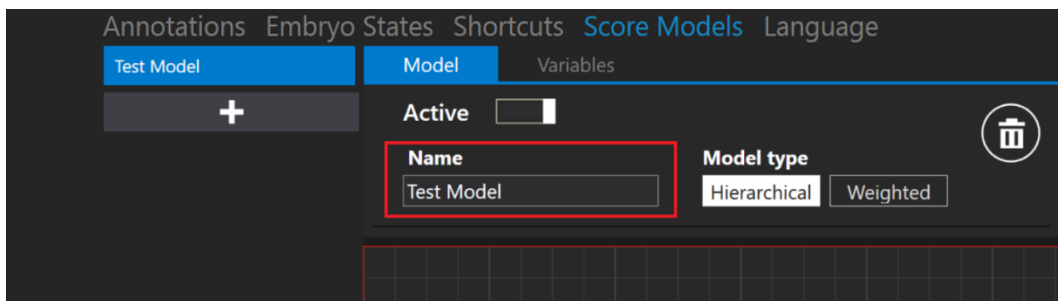 Annotations Embryo States Shortcuts Score Models Language
Test Model
Model Variables
+
Active
Name
Model type
Test Model
Hierarchical Weighted